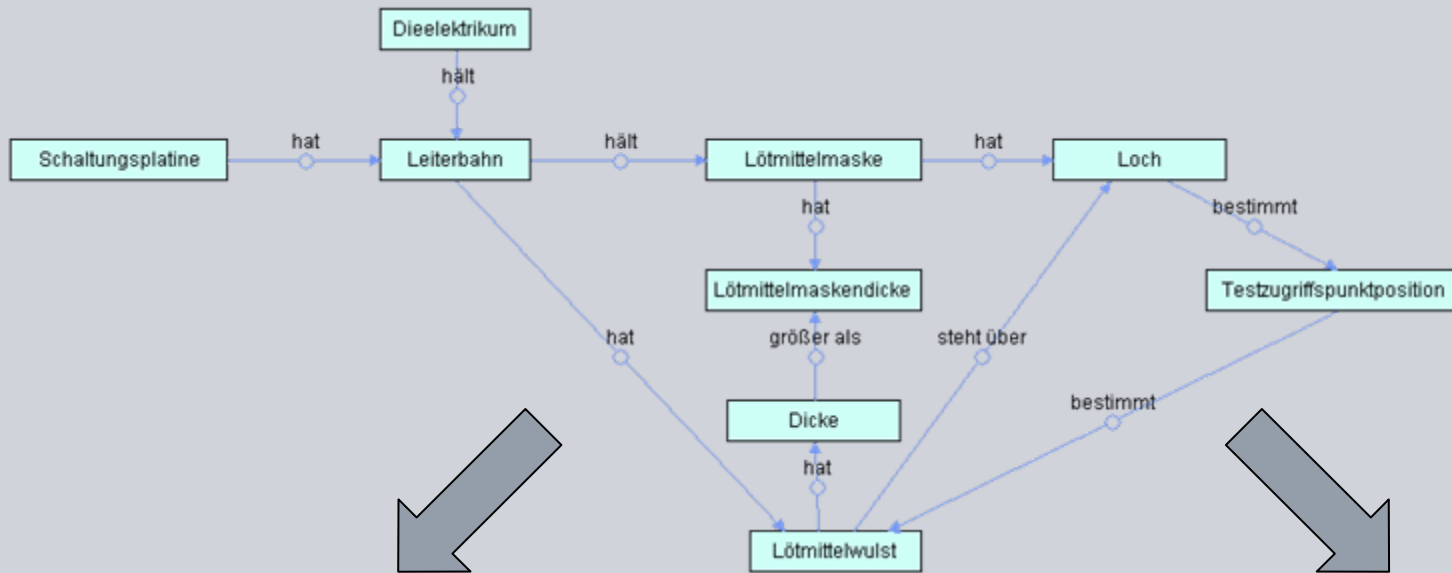 Dieelektrikum
hält
hat
hält
hat
Schaltungsplatine
Leiterbahn
Lötmittelmaske
Loch
hat
bestimmt
Lötmittelmaskendicke
Testzugriffspunktposition
hat
größer als
steht über
bestimmt
Dicke
hat
Lötmittelwulst